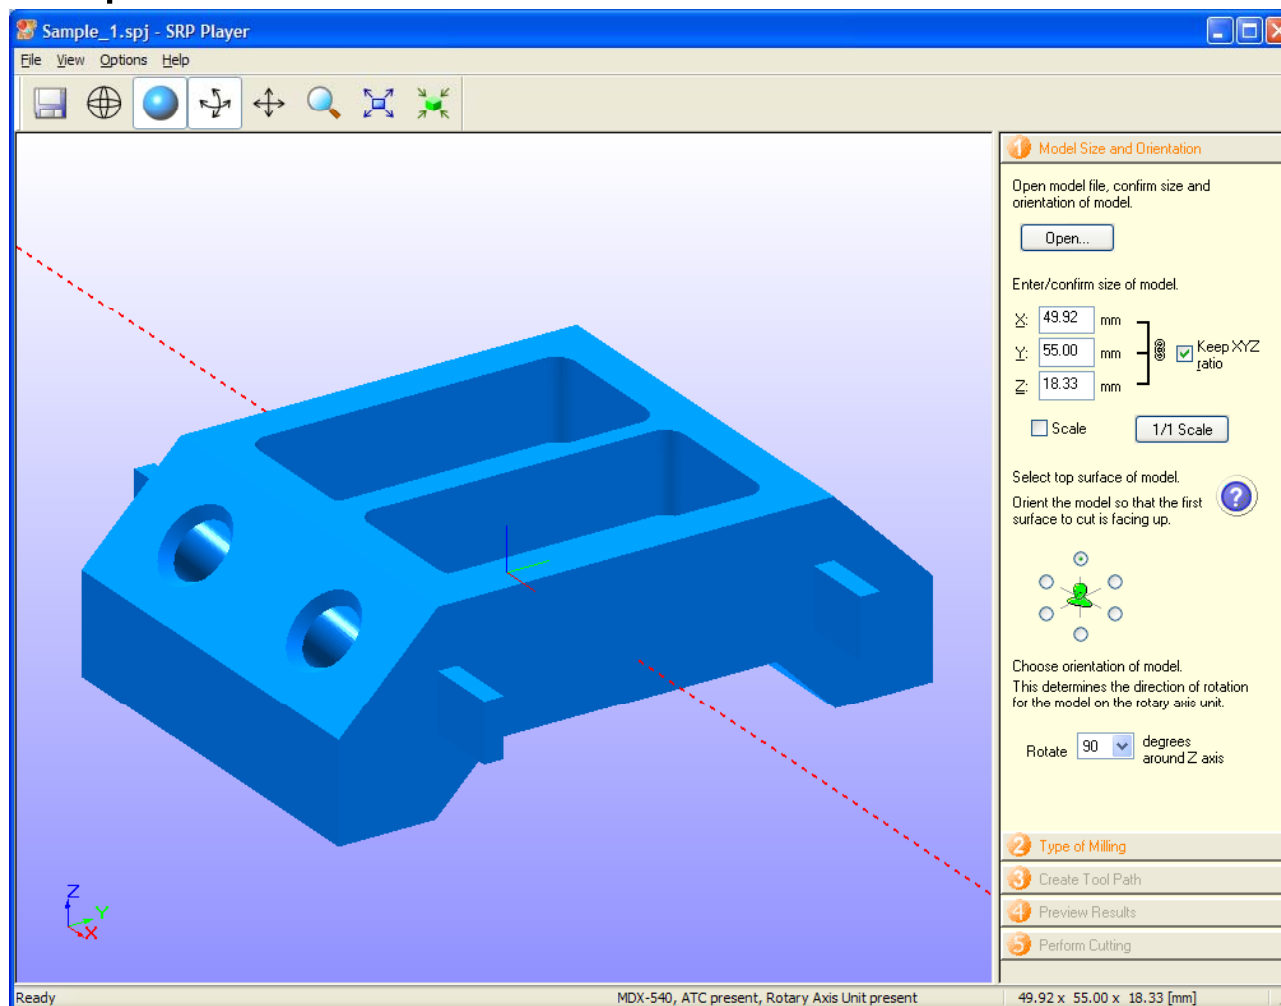 Sample_1.spj - SRP Player
File View Options Help
1 Model Size and Orientation
Open model file, confirm size and
orientation of model.
Open...
Enter/confirm size of model.
X: 49.92 mm
Y: 55.00 mm
Keep XYZ
ratio
Z: 18.33 mm
Scale
1/1 Scale
Select top surface of model.
Orient the model so that the first
surface to cut is facing up.
?
Choose orientation of model.
This determines the direction of rotation
for the model on the rotary axis unit.
Rotate 90 degrees
around Z axis
2 Type of Milling
3 Create Tool Path
4 Preview Results
5 Perform Cutting
Z
Y
X
Ready
MDX-540, ATC present, Rotary Axis Unit present
49.92 x 55.00 x 18.33 [mm]